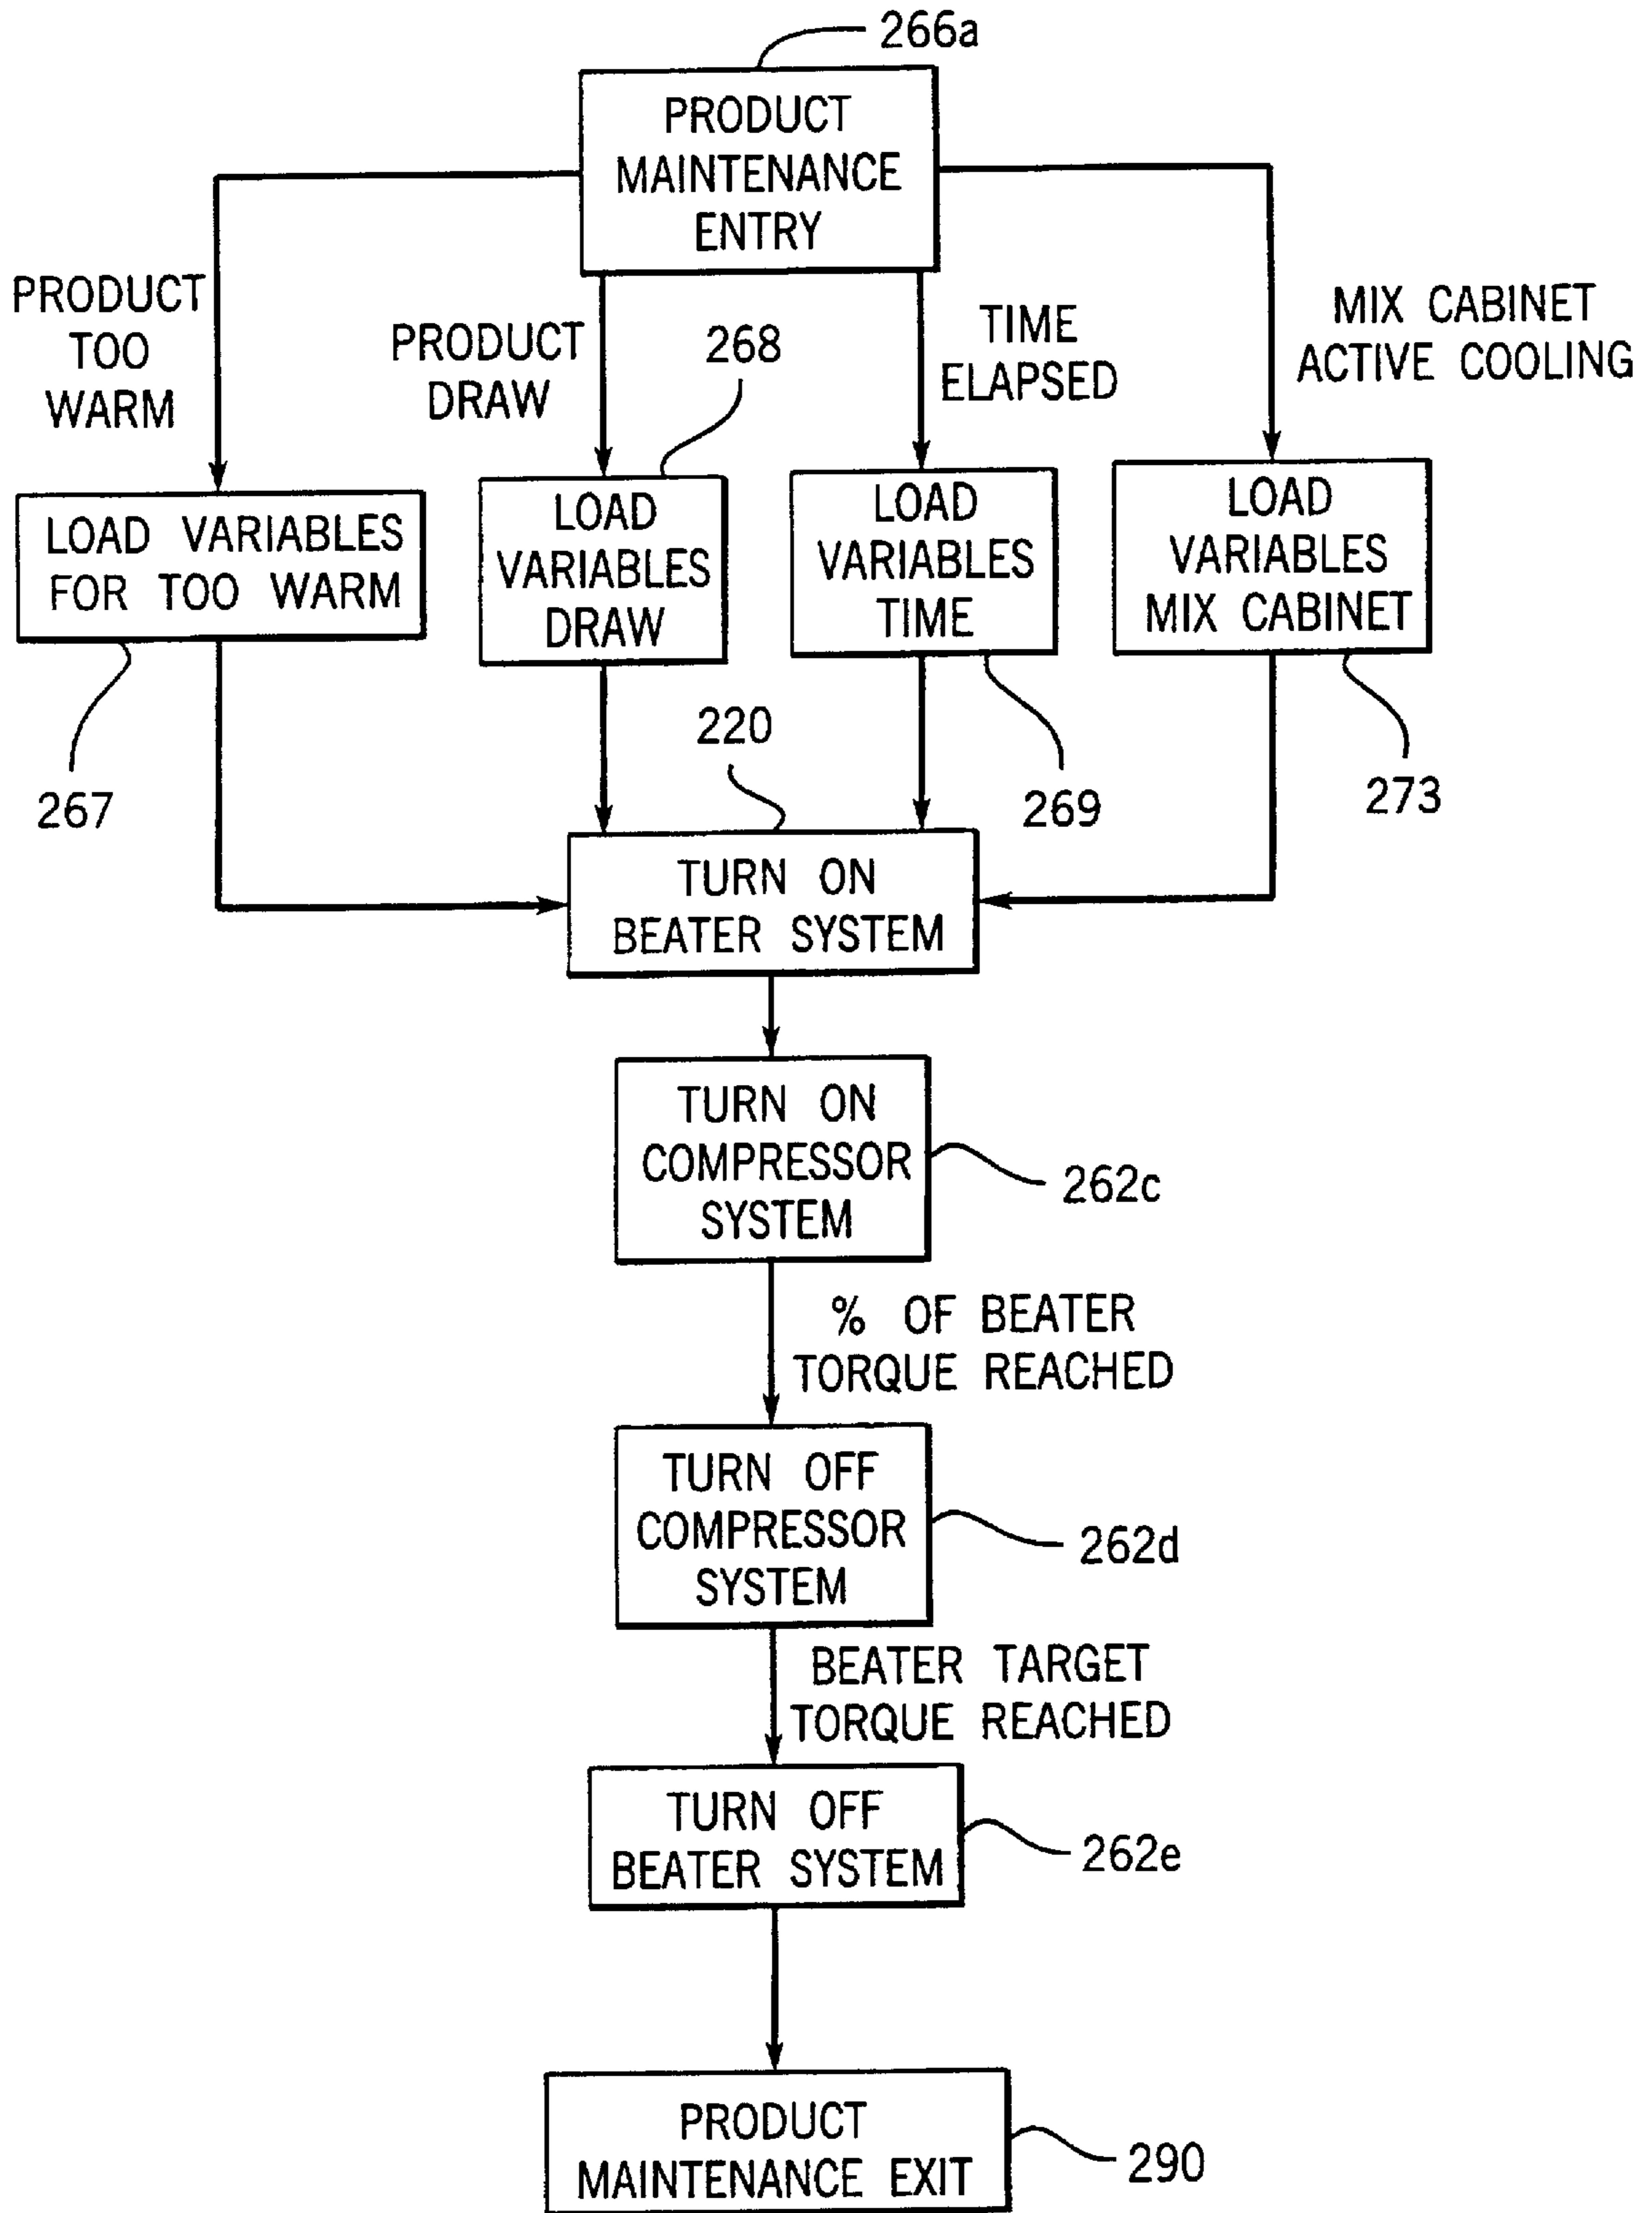 266a
PRODUCT
MAINTENANCE
ENTRY
PRODUCT
TOO
WARM
PRODUCT
DRAW
268
TIME
ELAPSED
MIX CABINET
ACTIVE COOLING
LOAD VARIABLES
FOR TOO WARM
LOAD
VARIABLES
DRAW
LOAD
VARIABLES
TIME
LOAD
VARIABLES
MIX CABINET
267
220
269
273
TURN ON
BEATER SYSTEM
TURN ON
COMPRESSOR
SYSTEM
262c
% OF BEATER
TORQUE REACHED
TURN OFF
COMPRESSOR
SYSTEM
262d
BEATER TARGET
TORQUE REACHED
TURN OFF
BEATER SYSTEM
262e
PRODUCT
MAINTENANCE EXIT
290